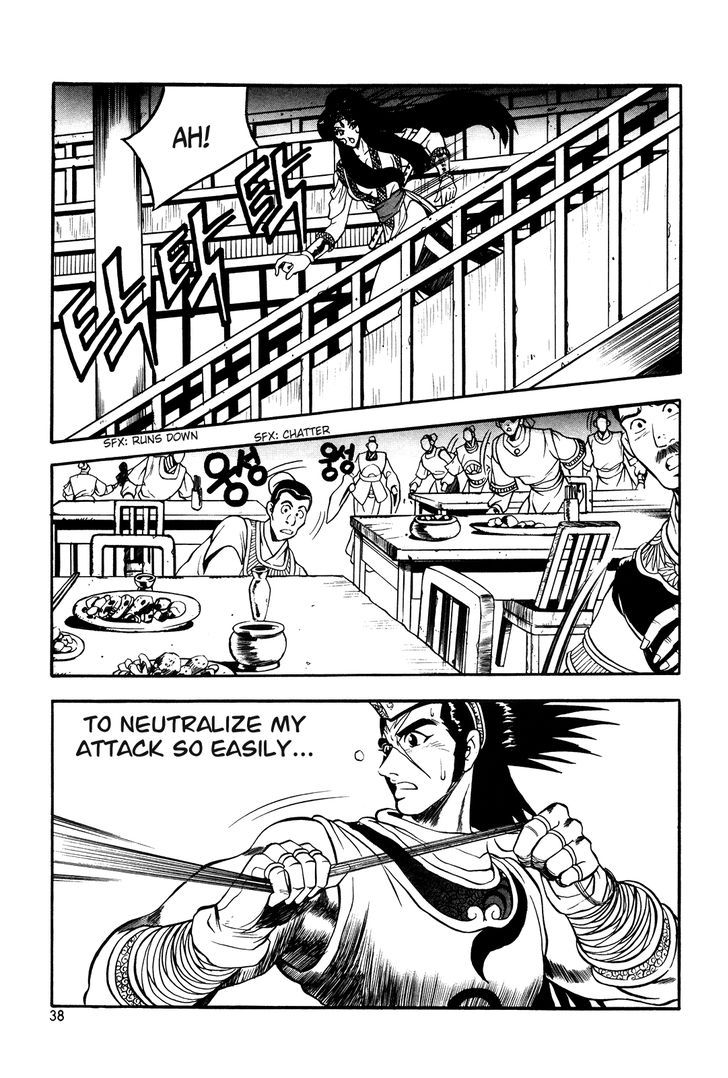 AH!
탁 탁 탁
SFX: RUNS DOWN
SFX: CHATTER
웅성
웅성
TO NEUTRALIZE MY
ATTACK SO EASILY...
38